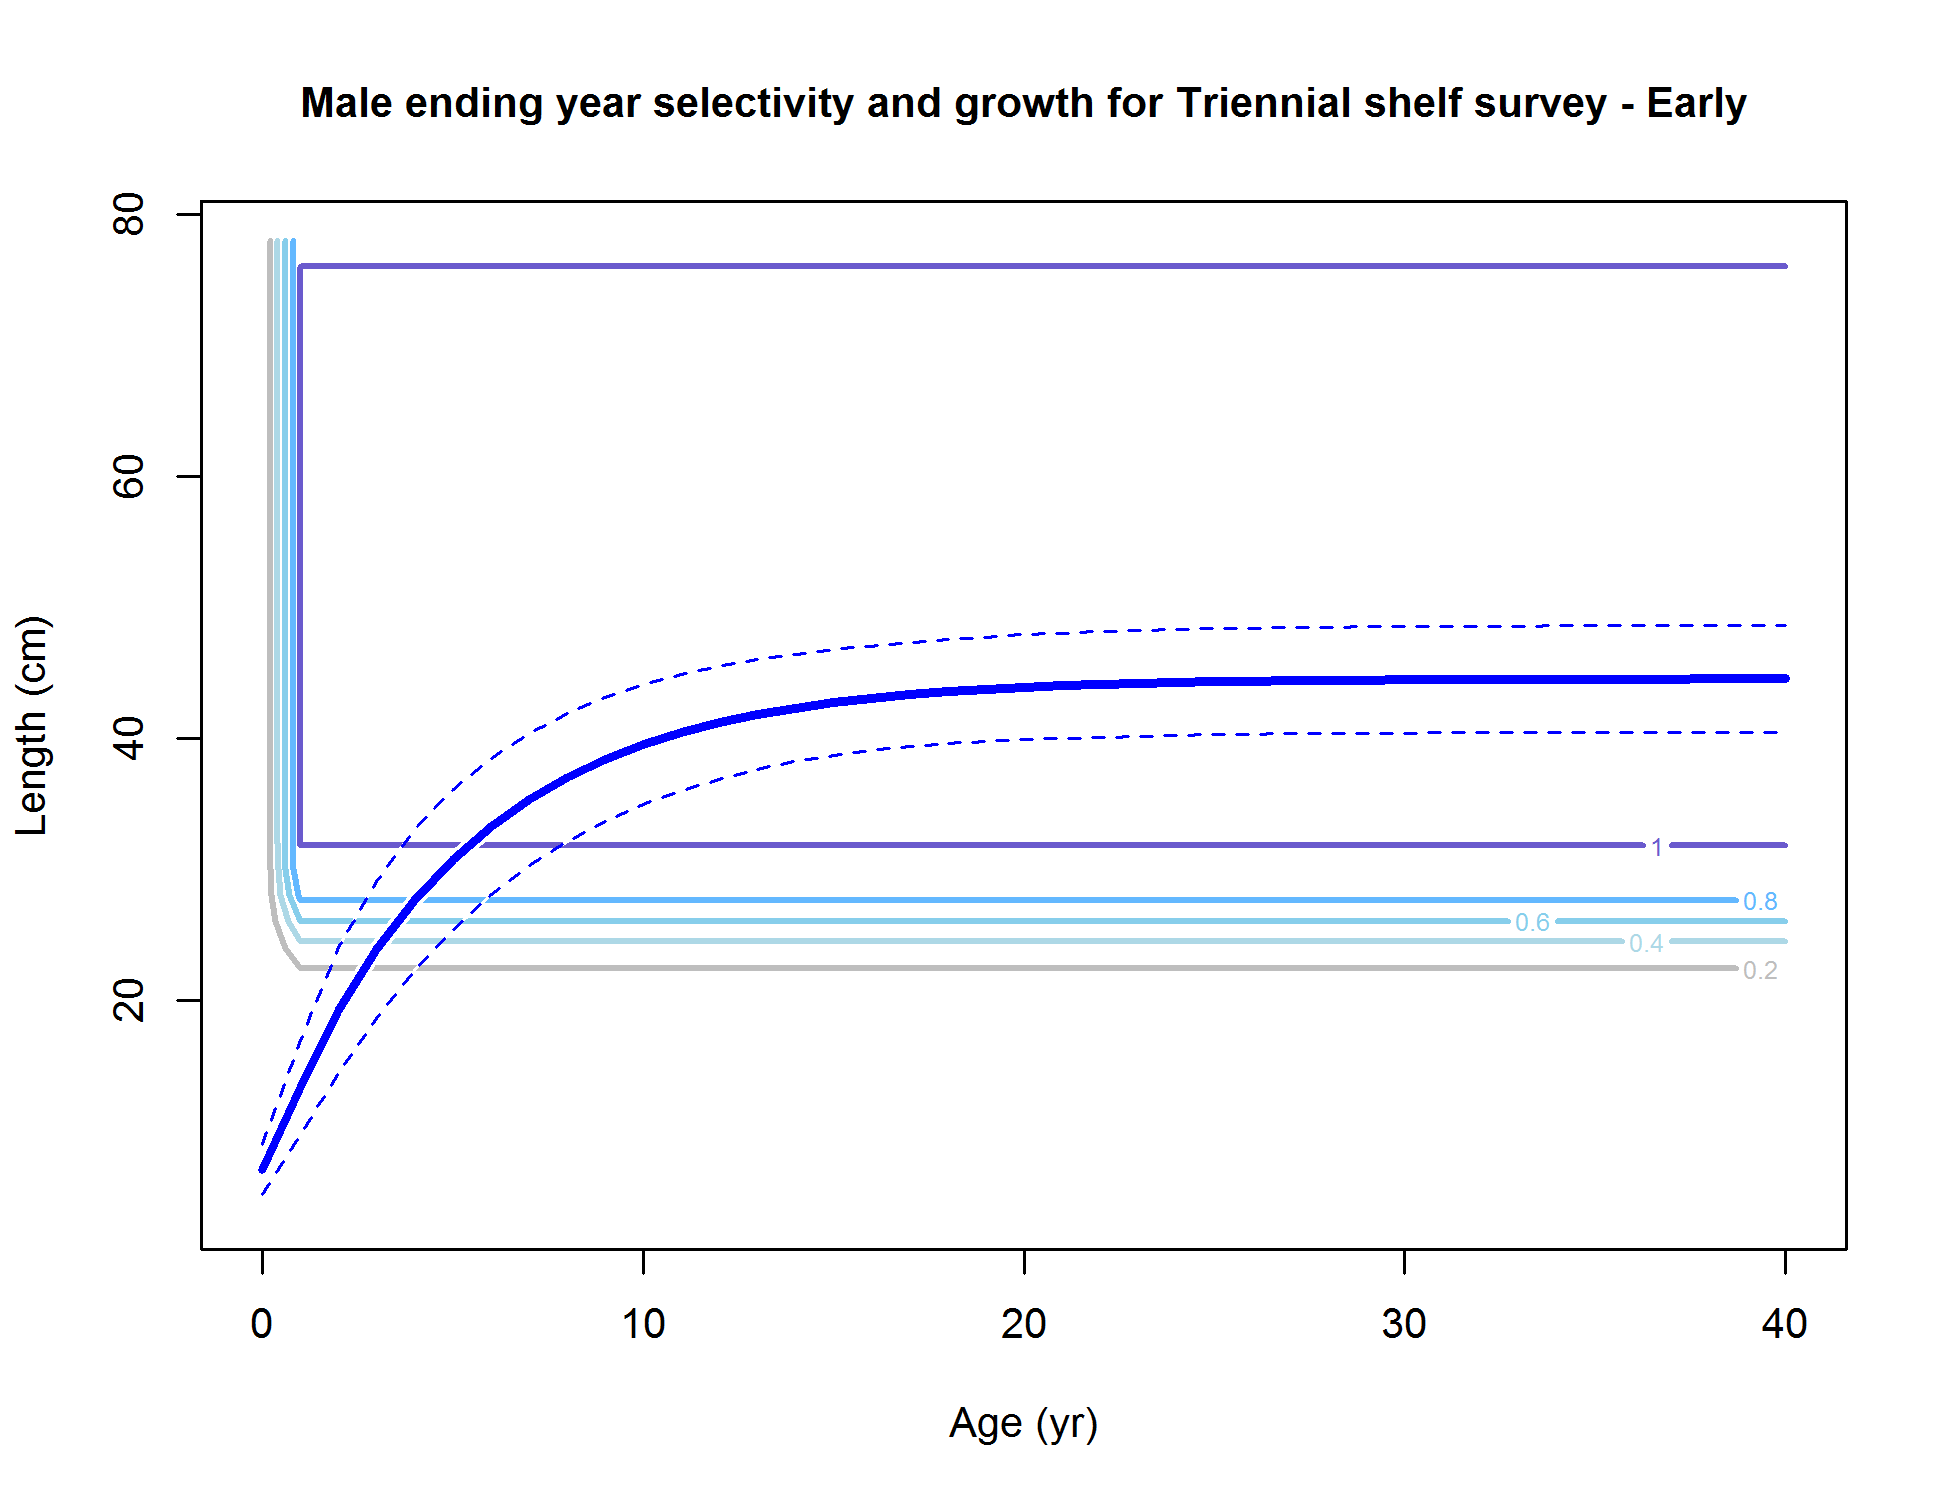 Male ending year selectivity and growth for Triennial shelf survey - Early
80
60
40
20
Length (cm)
1
0.8
0.6
0.4
0.2
0 10 20 30 40
Age (yr)